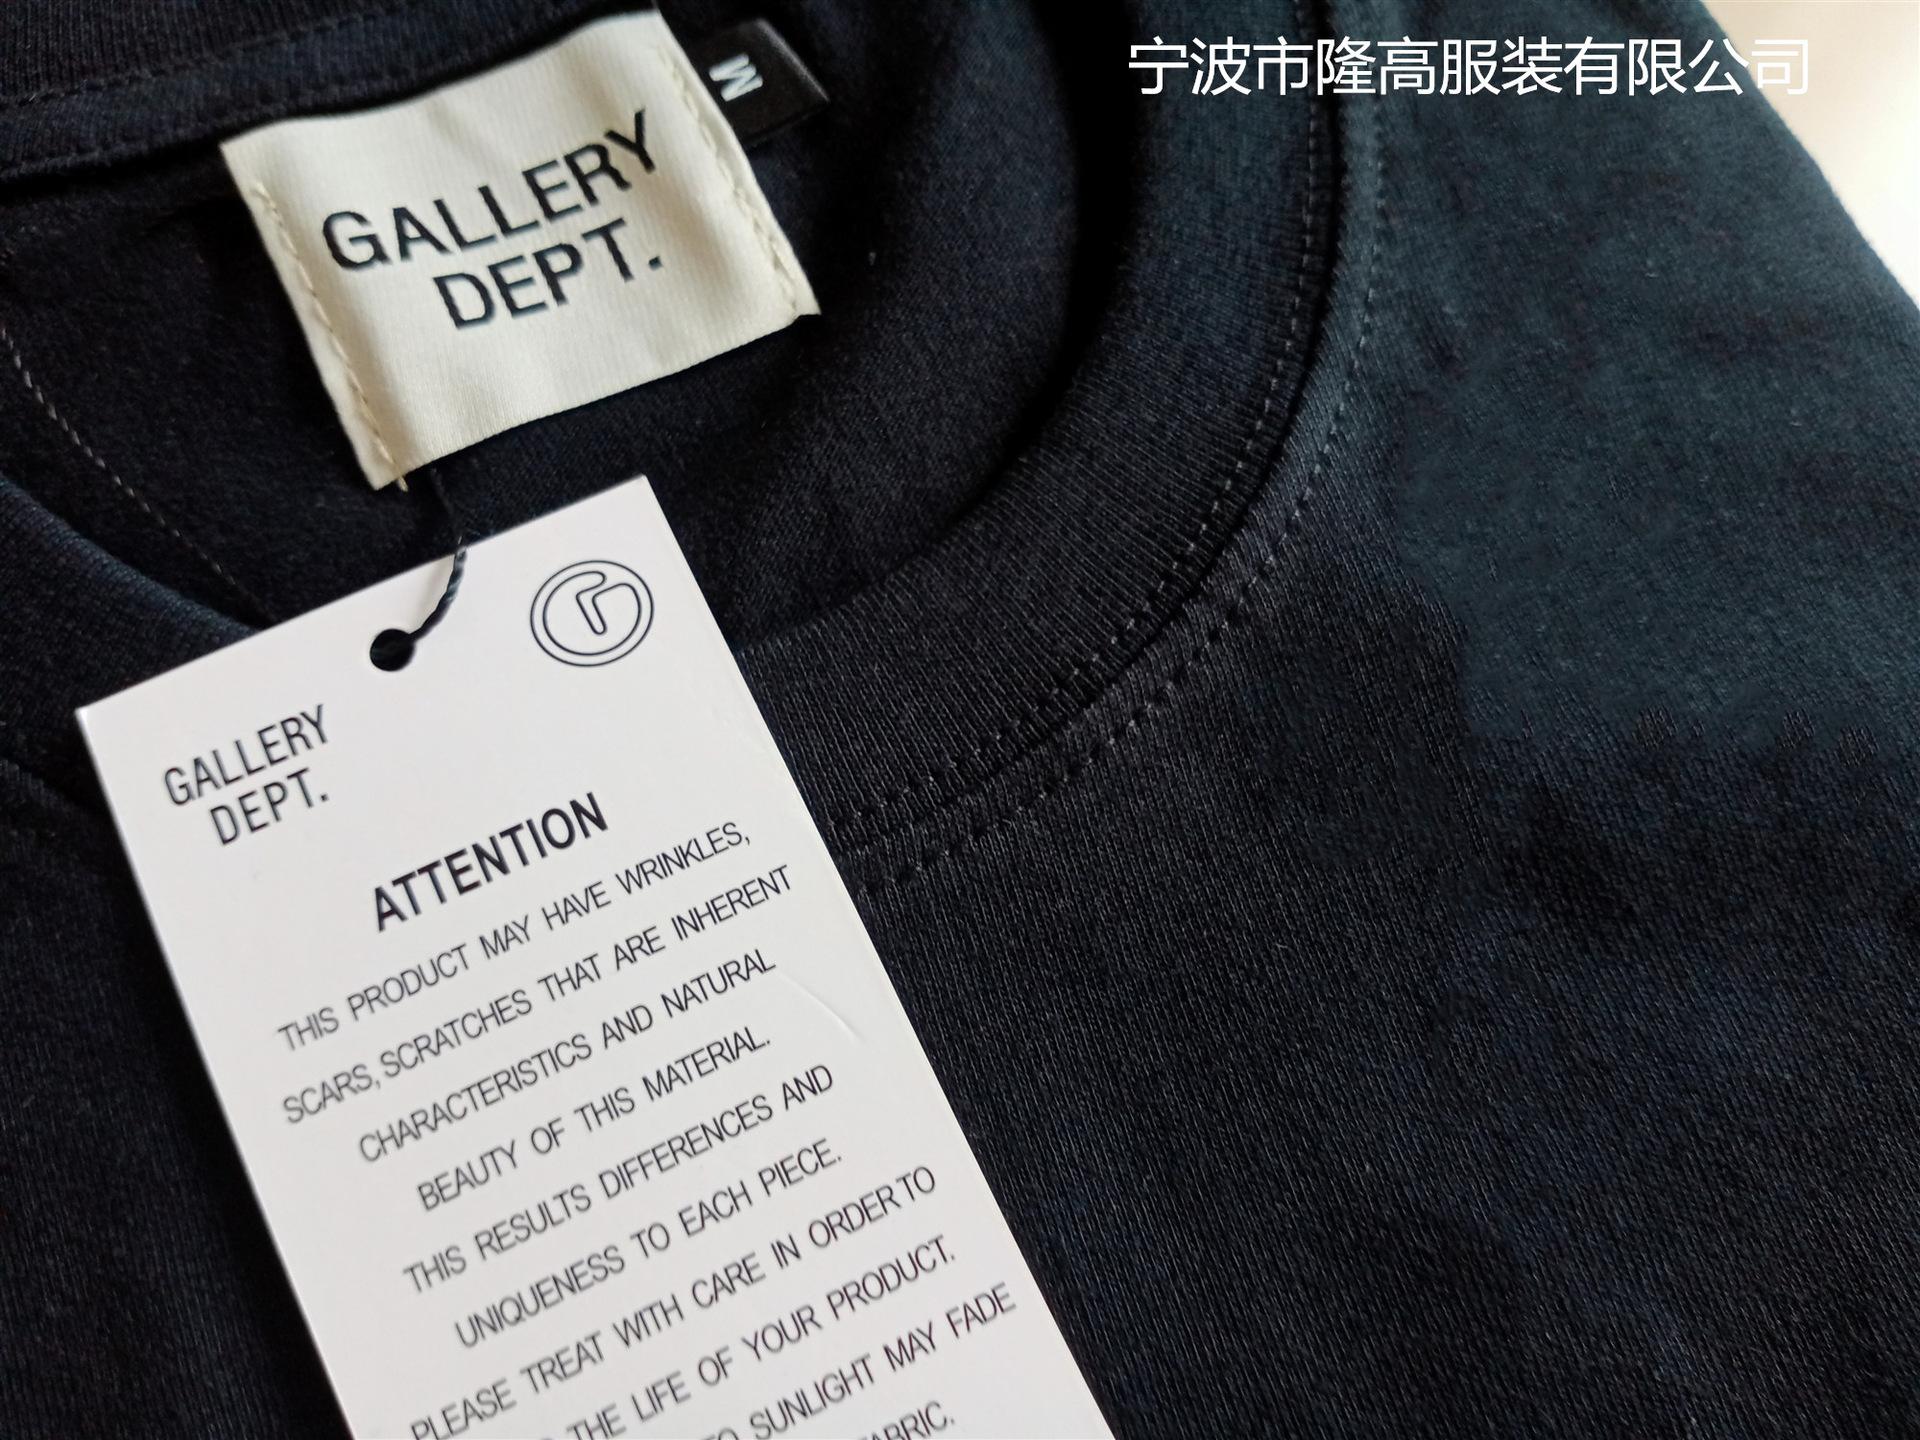 宁波市隆高服装有限公司
M
GALLERY
DEPT.
GALLERY
DEPT.
ATTENTION
THIS PRODUCT MAY HAVE WRINKLES,
SCARS, SCRATCHES THAT ARE INHERENT
CHARACTERISTICS AND NATURAL
BEAUTY OF THIS MATERIAL.
THIS RESULTS DIFFERENCES AND
UNIQUENESS TO EACH PIECE.
PLEASE TREAT WITH CARE IN ORDER TO
THE LIFE OF YOUR PRODUCT.
TO SUNLIGHT MAY FADE
FABRIC.